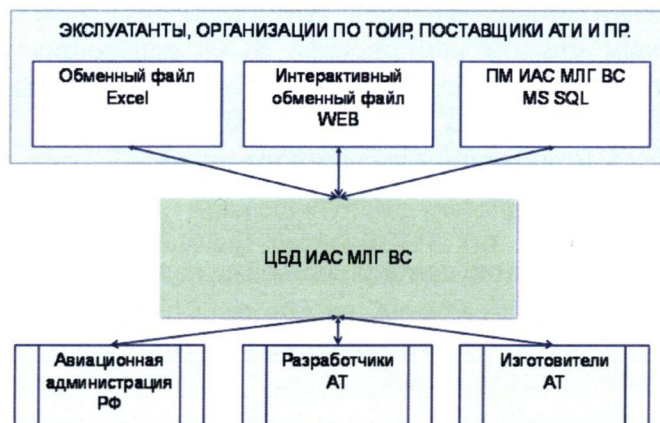 ЭКСЛУАТАНТЫ, ОРГАНИЗАЦИИ ПО ТОИР, ПОСТАВЩИКИ АТИ И ПР.
Обменный файл
Excel
Интерактивный
обменный файл
WEB
ПМ ИАС МЛГ ВС
MS SQL
ЦБД ИАС МЛГ ВС
Авиационная
администрация
РФ
Разработчики
АТ
Изготовители
АТ